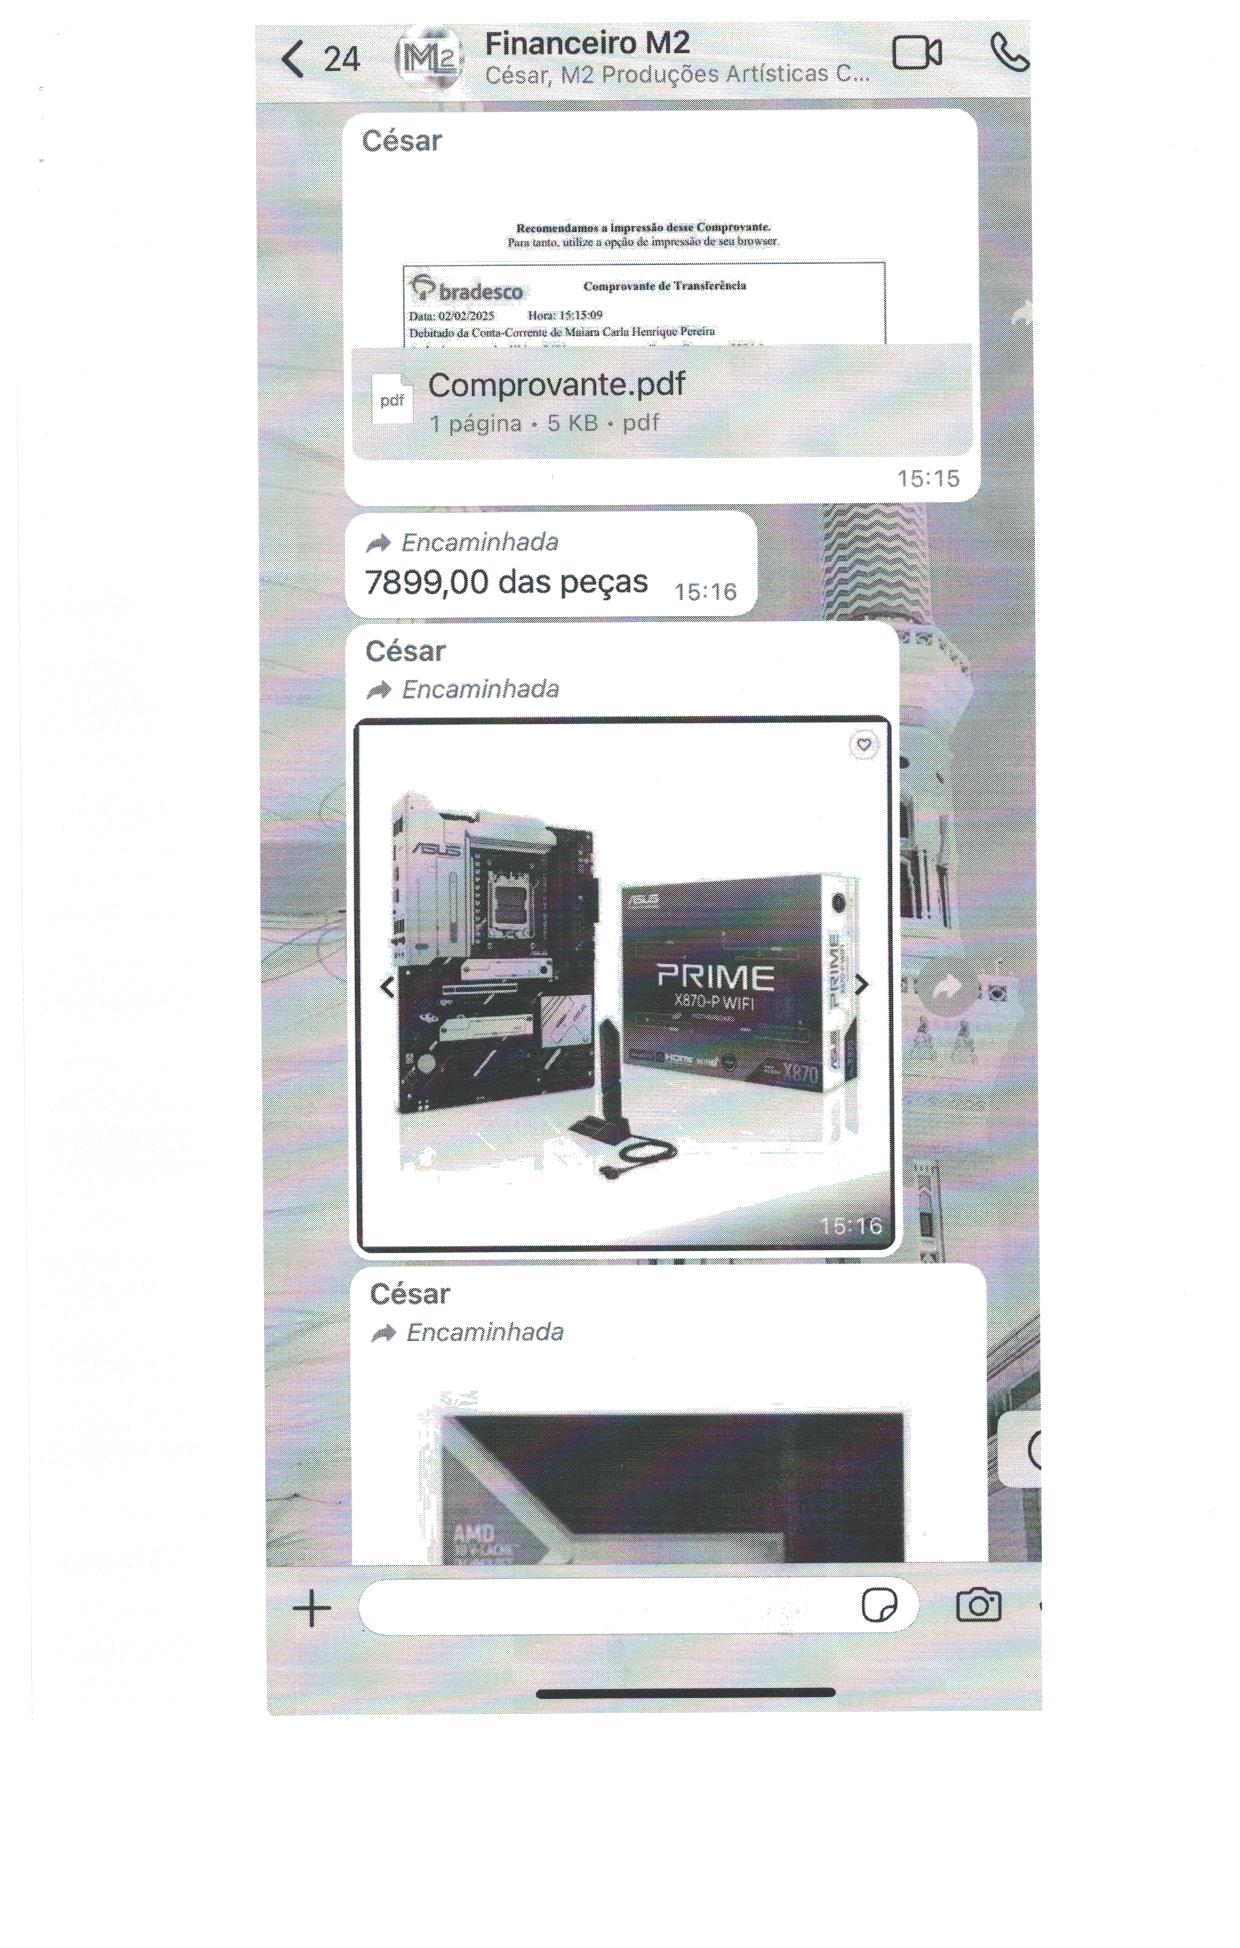 24
M2
Financeiro M2
César, M2 Produções Artísticas C...
César
Recomendamos a impressão desse Comprovante.
Para tanto, utilize a opção de impressão de seu browser.
bradesco
Comprovante de Transferência
Data: 02/02/2025 Hora: 15:15:09
Debitado da Conta-Corrente de Maiara Carla Henrique Pereira
pdf
Comprovante.pdf
1 página • 5 KB • pdf
15:15
Encaminhada
7899,00 das peças 15:16
César
Encaminhada
ASUS
ASUS
PRIME
X870-P WIFI
MOTHERBOARD
HDMI
X870
PRIME
ASUS
15:16
César
Encaminhada
AMD